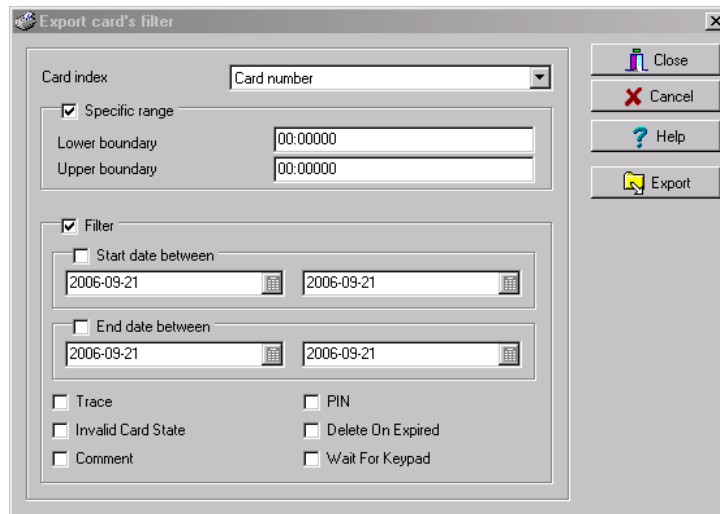 Export card's filter
Card index
Card number
Specific range
Lower boundary
00:00000
Upper boundary
00:00000
Filter
Start date between
2006-09-21
2006-09-21
End date between
2006-09-21
2006-09-21
Trace
PIN
Invalid Card State
Delete On Expired
Comment
Wait For Keypad
Close
Cancel
Help
Export